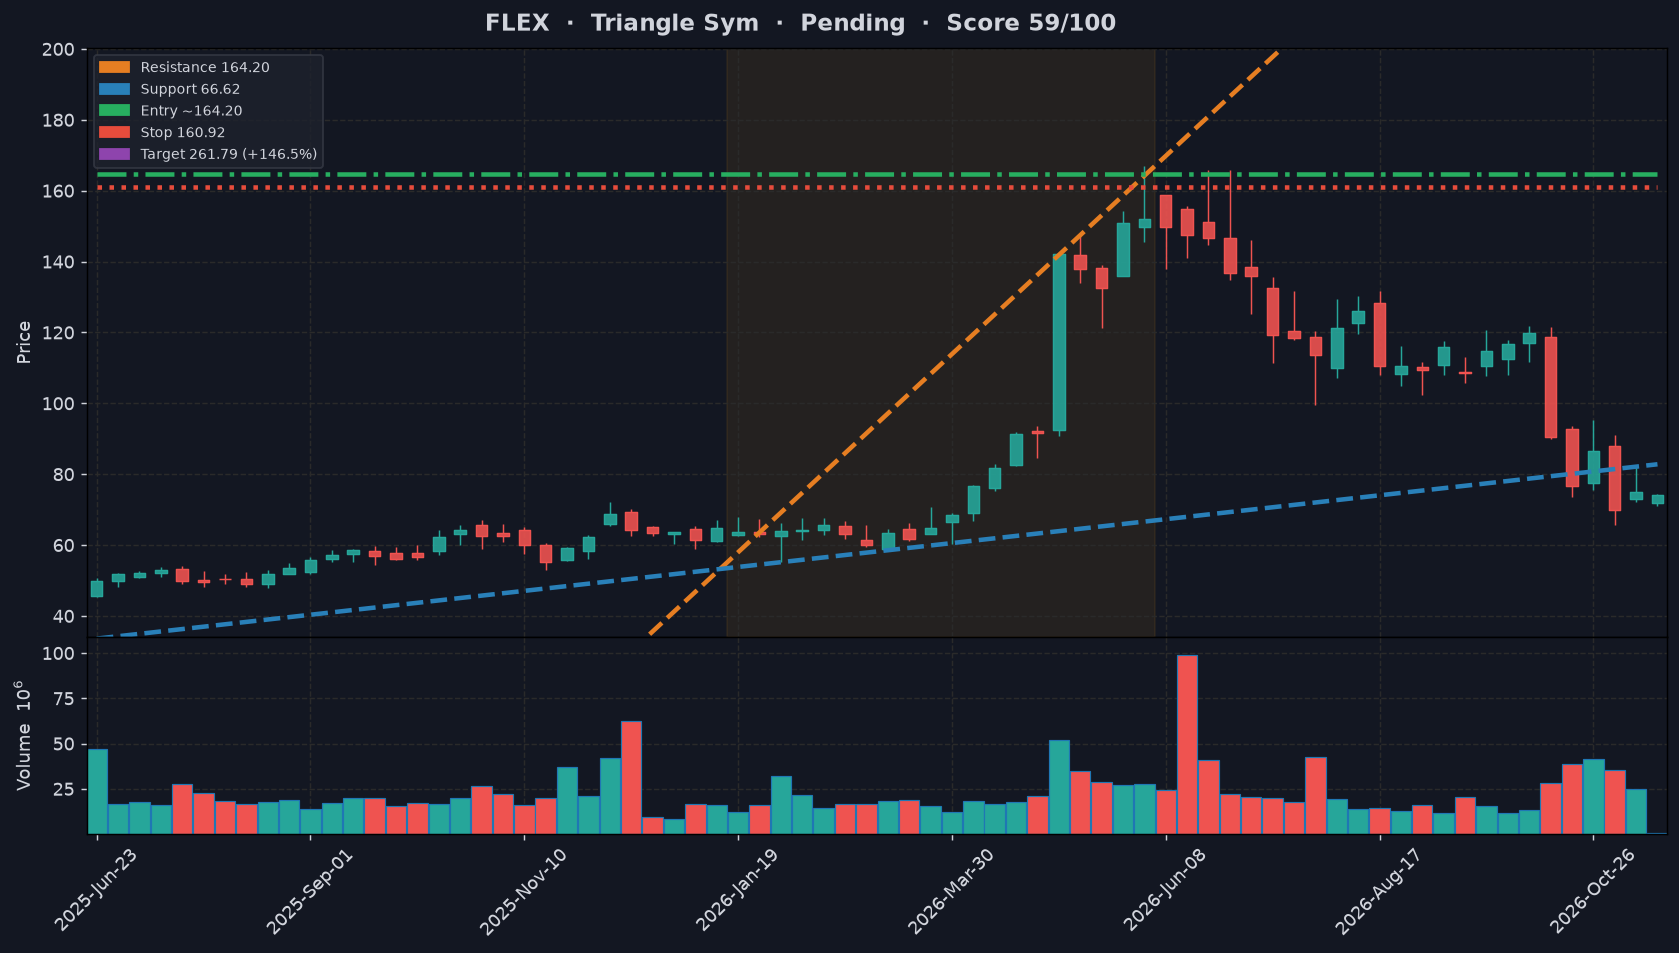 FLEX · Triangle Sym · Pending · Score 59/100
Resistance 164.20
Support 66.62
Entry ~164.20
Stop 160.92
Target 261.79 (+146.5%)
Price
200
180
160
140
120
100
80
60
40
Volume 10⁶
100
75
50
25
2025-Jun-23
2025-Sep-01
2025-Nov-10
2026-Jan-19
2026-Mar-30
2026-Jun-08
2026-Aug-17
2026-Oct-26